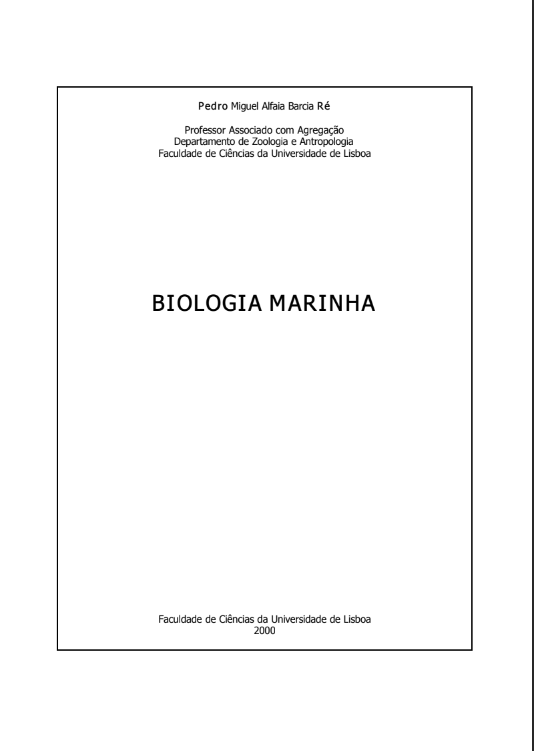 Pedro Miguel Alfaia Barcia Ré
Professor Associado com Agregação
Departamento de Zoologia e Antropologia
Faculdade de Ciências da Universidade de Lisboa
BIOLOGIA MARINHA
Faculdade de Ciências da Universidade de Lisboa
2000